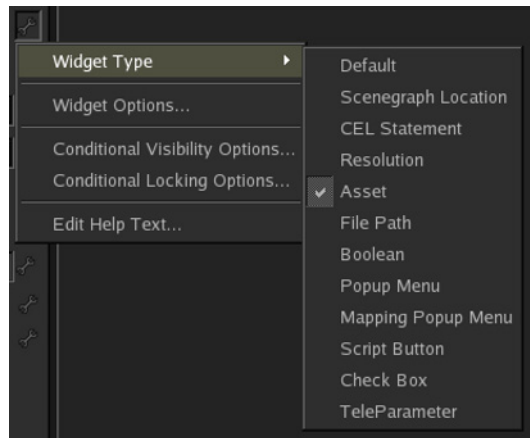 Widget Type
Widget Options...
Conditional Visibility Options...
Conditional Locking Options...
Edit Help Text...
Default
Scenegraph Location
CEL Statement
Resolution
Asset
File Path
Boolean
Popup Menu
Mapping Popup Menu
Script Button
Check Box
TeleParameter